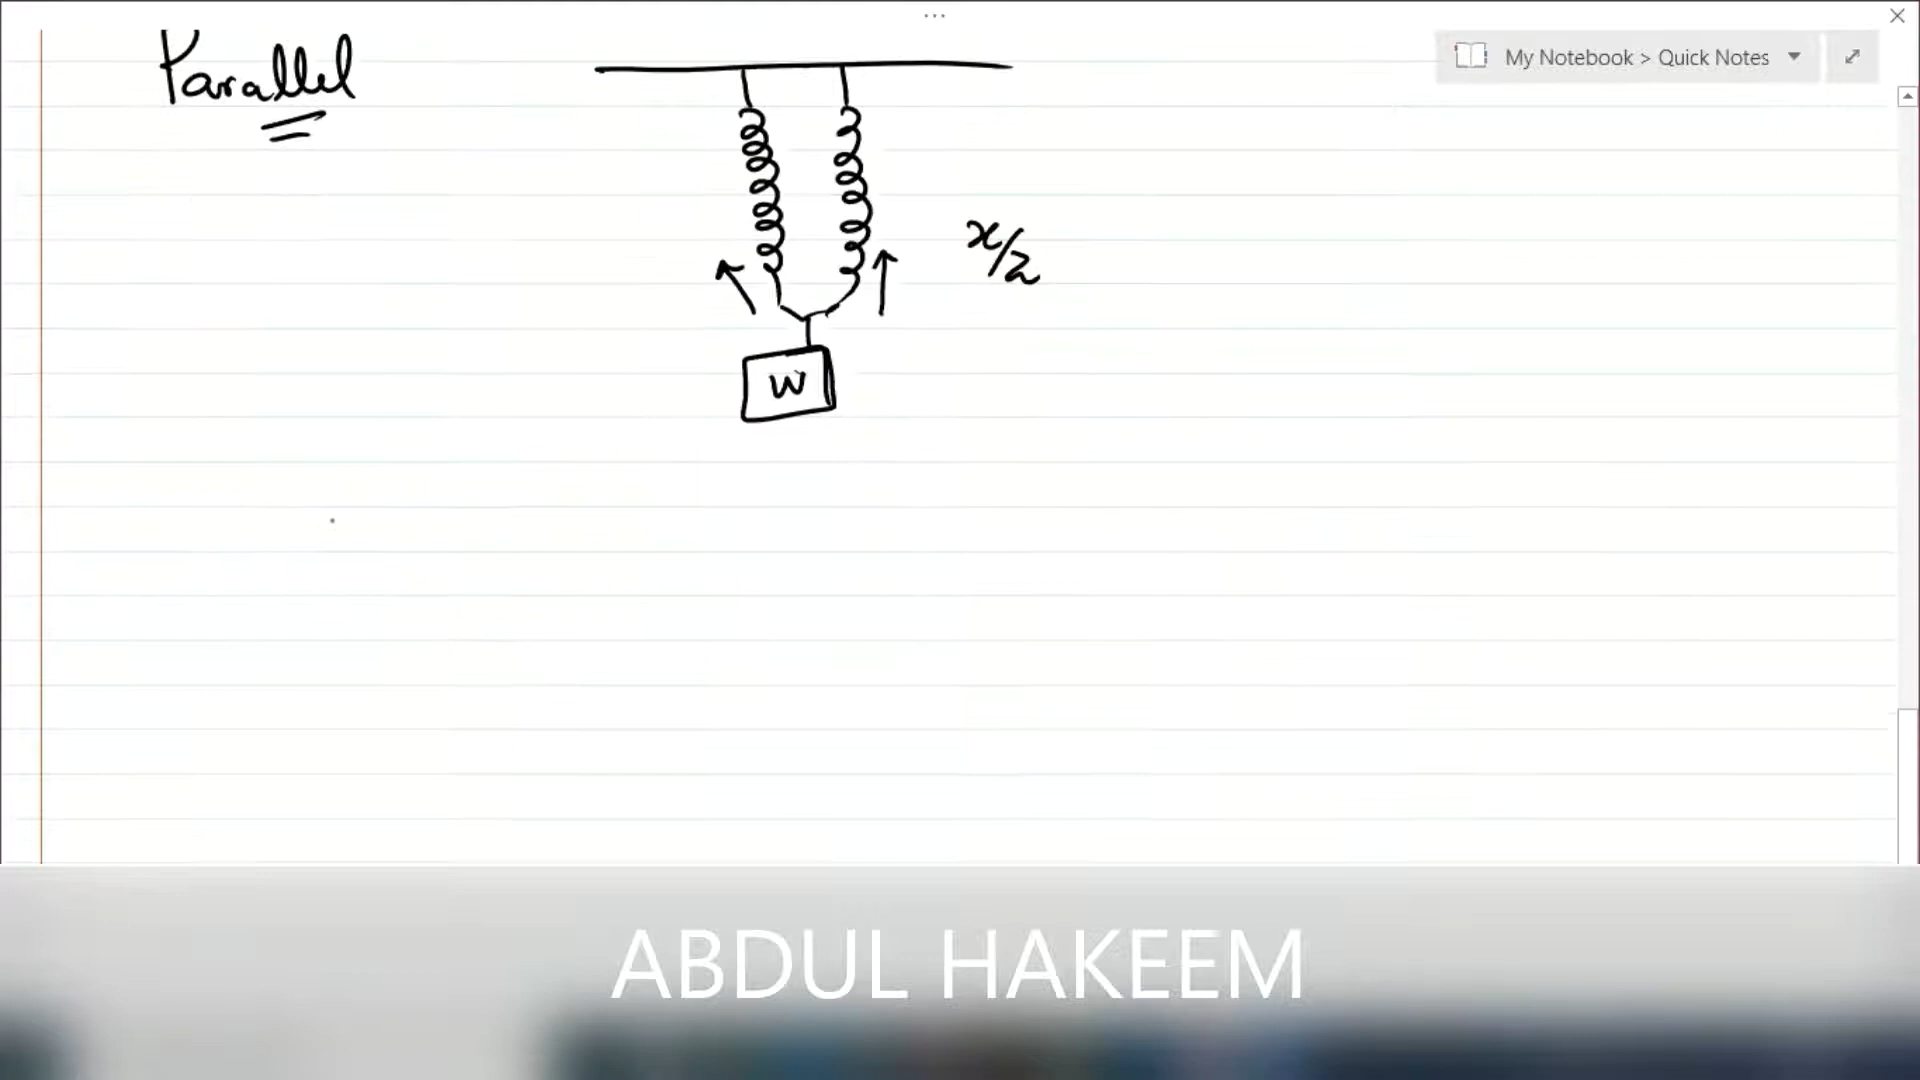 ...
My Notebook > Quick Notes
Parallel
x/2
W
ABDUL HAKEEM